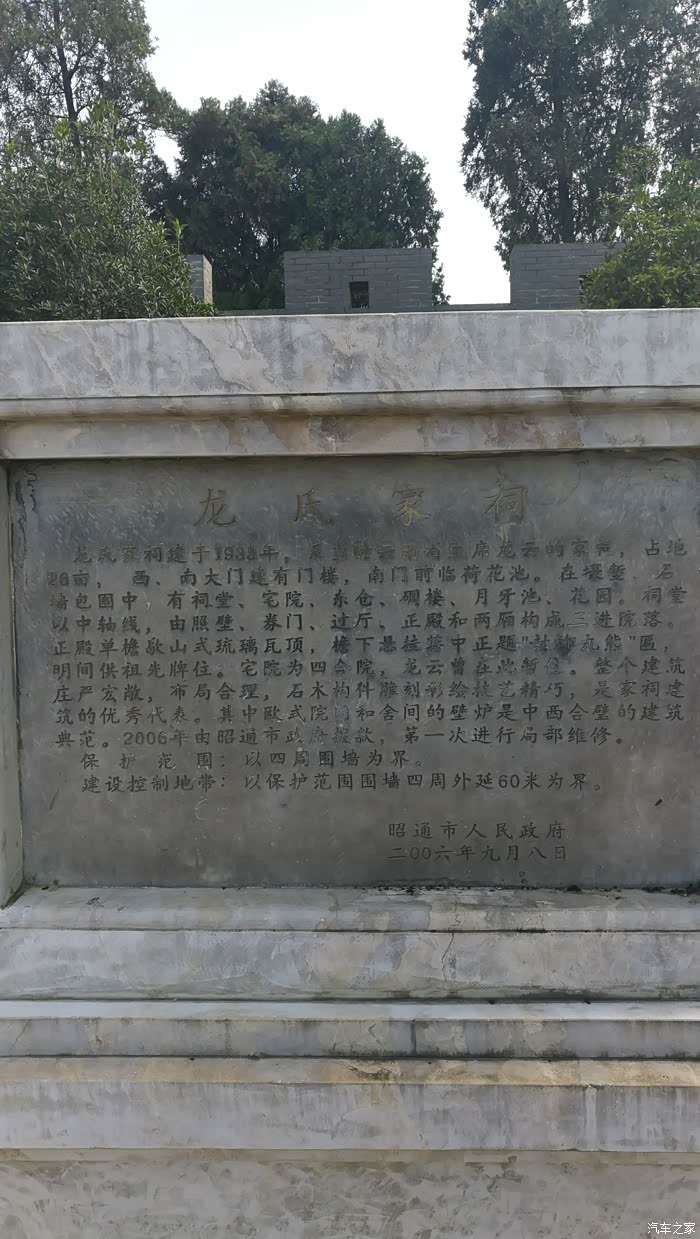 龙氏家祠
龙氏家祠建于1933年，是 云南省主席龙云的家祠，占地
28亩， 西、南大门建有门楼，南门前临荷花池。在壕堑、石
墙包围中，有祠堂、宅院、东仓、碉楼、月牙池、花园。祠堂
以中轴线，由照壁、券门、过厅、正殿和两厢构成三进院落。
正殿单檐歇山式琉璃瓦顶，檐下悬挂蒋中正题" 丸熊"匾，
明间供祖先牌位。宅院为四合院，龙云曾在此暂住。整个建筑
庄严宏敞，布局合理，石木构件雕刻彩绘技艺精巧，是家祠建
筑的优秀代表。其中欧式院门和舍间的壁炉是中西合璧的建筑
典范。2006年由昭通市政府拨款，第一次进行局部维修。
保护范围：以四周围墙为界。
建设控制地带：以保护范围围墙四周外延60米为界。
昭通市人民政府
二00六年九月八日
汽车之家